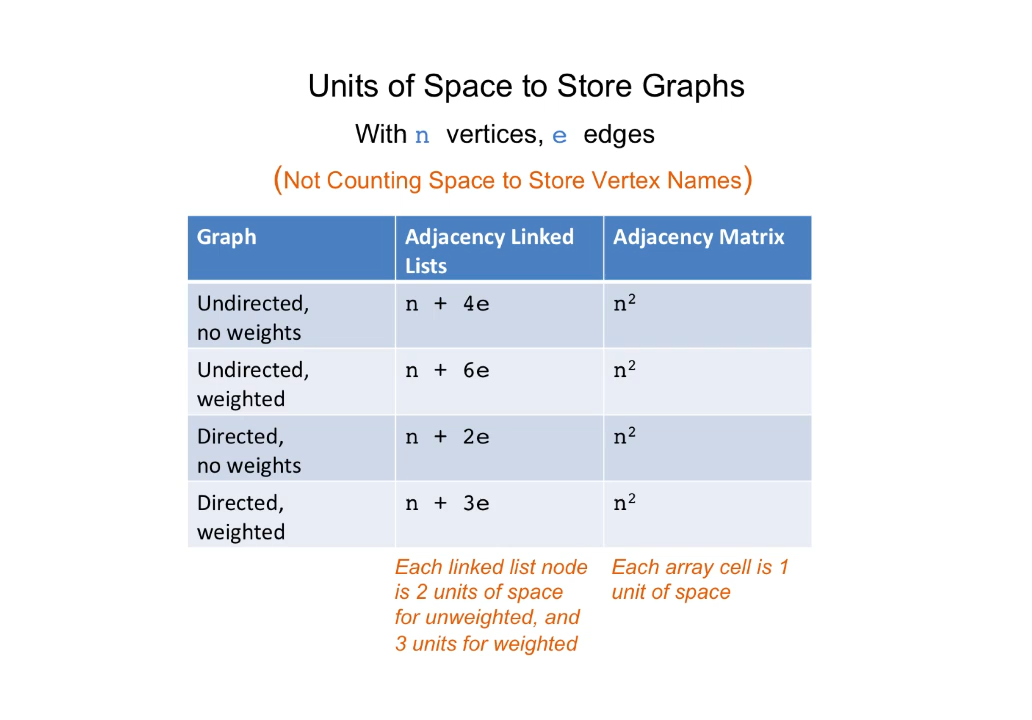 Units of Space to Store Graphs
With n vertices, e edges
(Not Counting Space to Store Vertex Names)
Graph
Adjacency Linked
Lists
Adjacency Matrix
Undirected,
no weights
n + 4e
n²
Undirected,
weighted
n + 6e
n²
Directed,
no weights
n + 2e
n²
Directed,
weighted
n + 3e
n²
Each linked list node
is 2 units of space
for unweighted, and
3 units for weighted
Each array cell is 1
unit of space